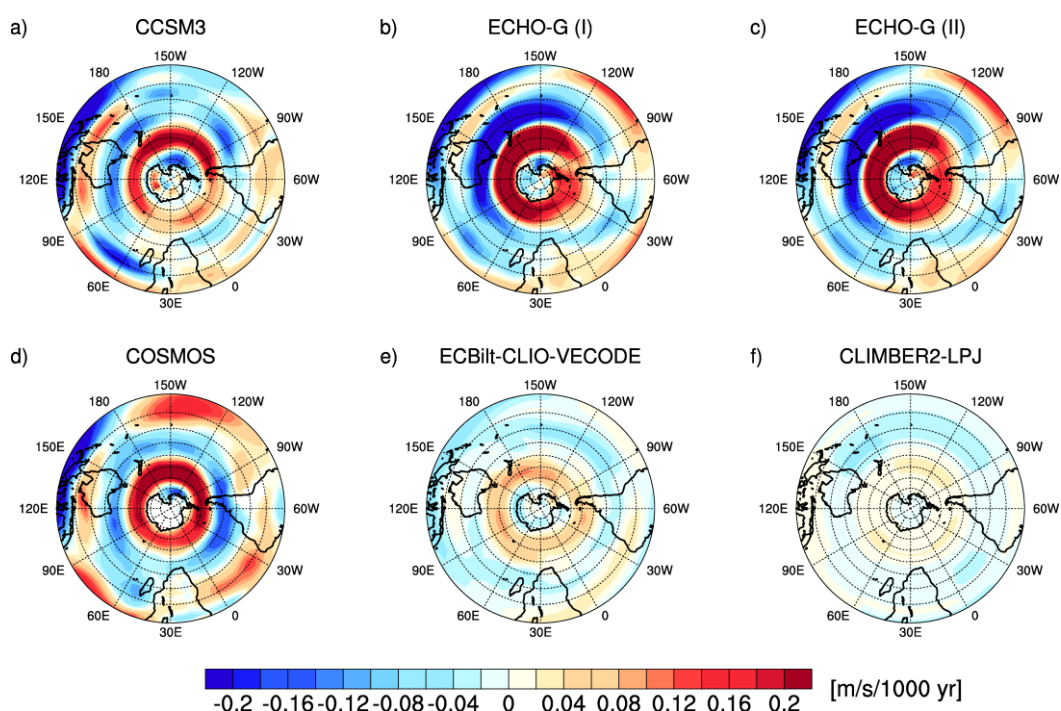 a) CCSM3
b) ECHO-G (I)
c) ECHO-G (II)
180 150W 120W
150E 90W
120E 60W
90E 30W
60E 30E 0
180 150W 120W
150E 90W
120E 60W
90E 30W
60E 30E 0
180 150W 120W
150E 90W
120E 60W
90E 30W
60E 30E 0
d) COSMOS
e) ECBilt-CLIO-VECODE
f) CLIMBER2-LPJ
180 150W 120W
150E 90W
120E 60W
90E 30W
60E 30E 0
180 150W 120W
150E 90W
120E 60W
90E 30W
60E 30E 0
180 150W 120W
150E 90W
120E 60W
90E 30W
60E 30E 0
-0.2 -0.16 -0.12 -0.08 -0.04 0 0.04 0.08 0.12 0.16 0.2 [m/s/1000 yr]